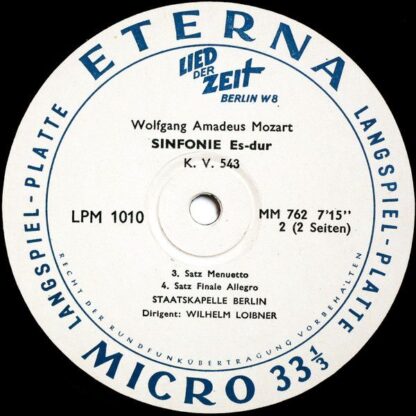 ETERNA
LIED
DER
ZEIT
BERLIN W8
Wolfgang Amadeus Mozart
SINFONIE Es-dur
K. V. 543
LPM 1010
MM 762 7'15''
2 (2 Seiten)
3. Satz Menuetto
4. Satz Finale Allegro
STAATSKAPELLE BERLIN
Dirigent: WILHELM LOIBNER
LANGSPIEL-PLATTE
LANGSPIEL-PLATTE
RECHT DER RUNDFUNKÜBERTRAGUNG VORBEHALTEN
MICRO 33 1/3